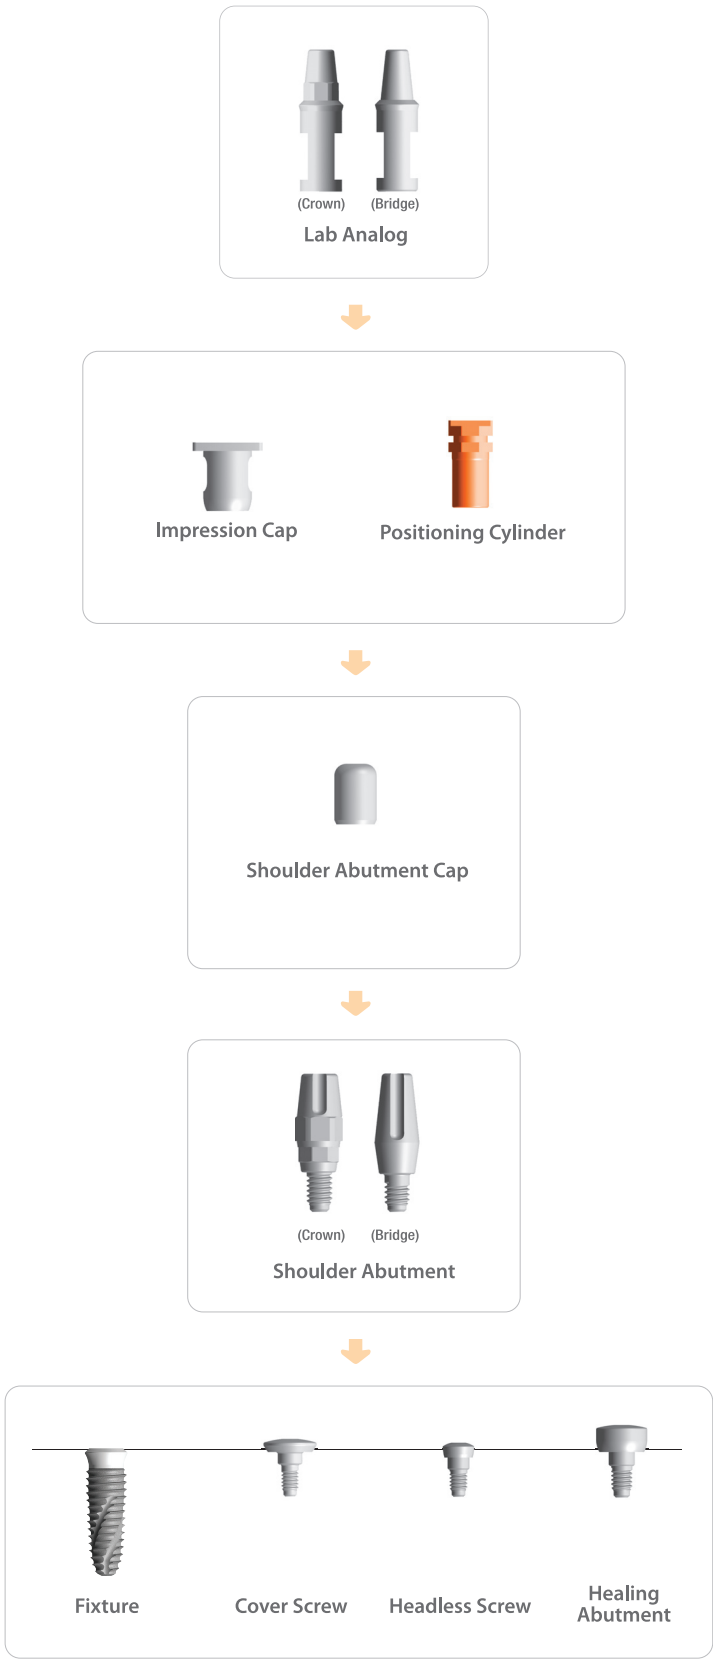 (Crown) (Bridge)
Lab Analog
Impression Cap
Positioning Cylinder
Shoulder Abutment Cap
(Crown) (Bridge)
Shoulder Abutment
Fixture
Cover Screw
Headless Screw
Healing
Abutment